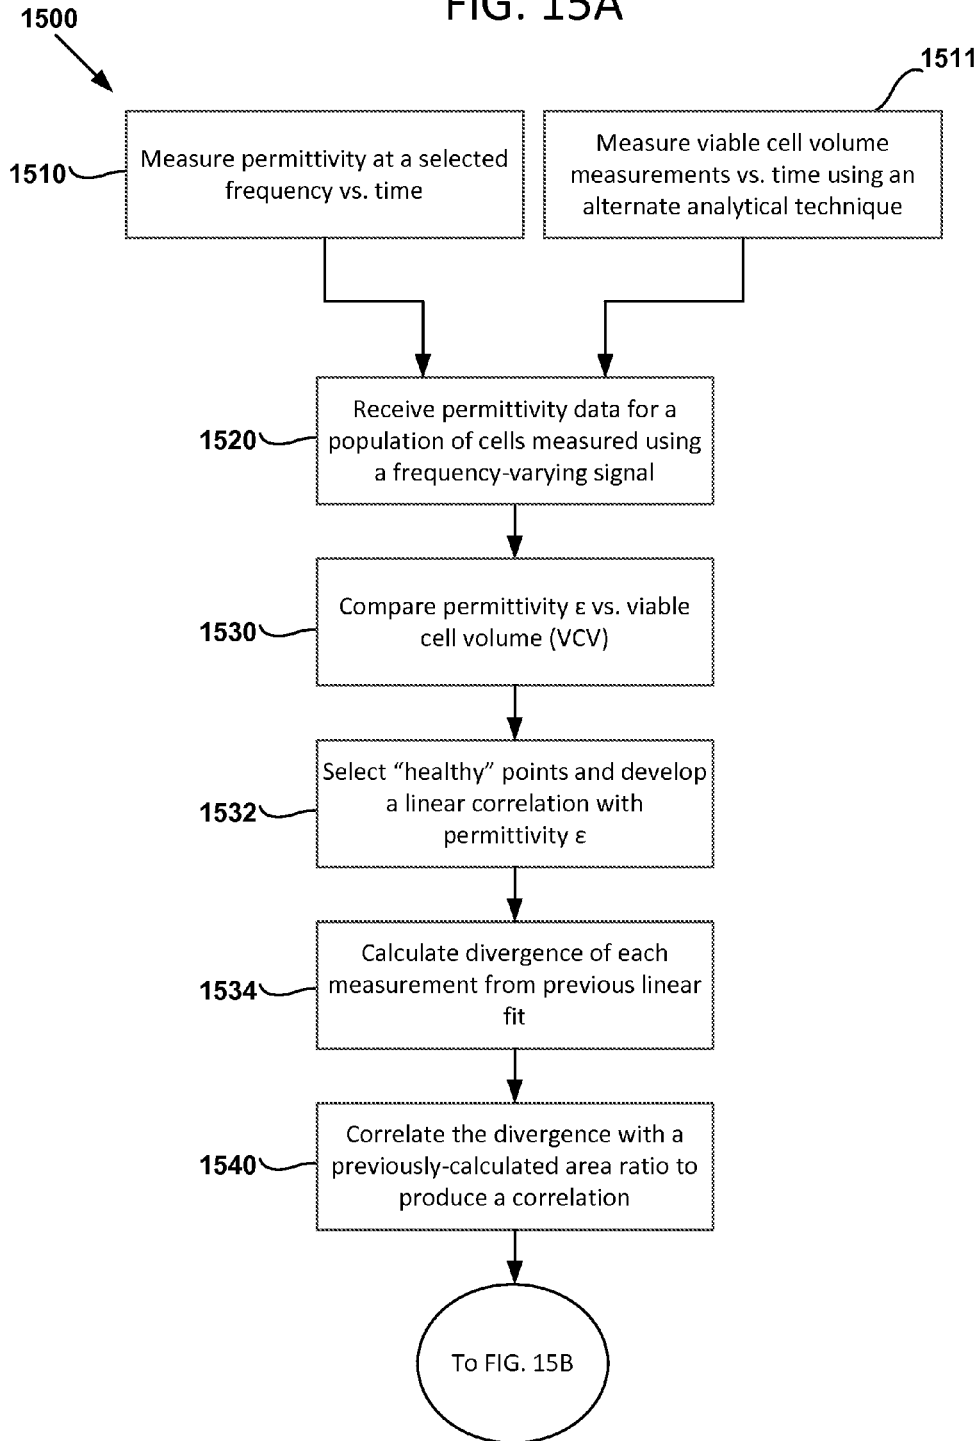 FIG. 15A
1500
1511
1510
Measure permittivity at a selected
frequency vs. time
Measure viable cell volume
measurements vs. time using an
alternate analytical technique
1520
Receive permittivity data for a
population of cells measured using
a frequency-varying signal
1530
Compare permittivity ε vs. viable
cell volume (VCV)
1532
Select “healthy” points and develop
a linear correlation with
permittivity ε
1534
Calculate divergence of each
measurement from previous linear
fit
1540
Correlate the divergence with a
previously-calculated area ratio to
produce a correlation
To FIG. 15B